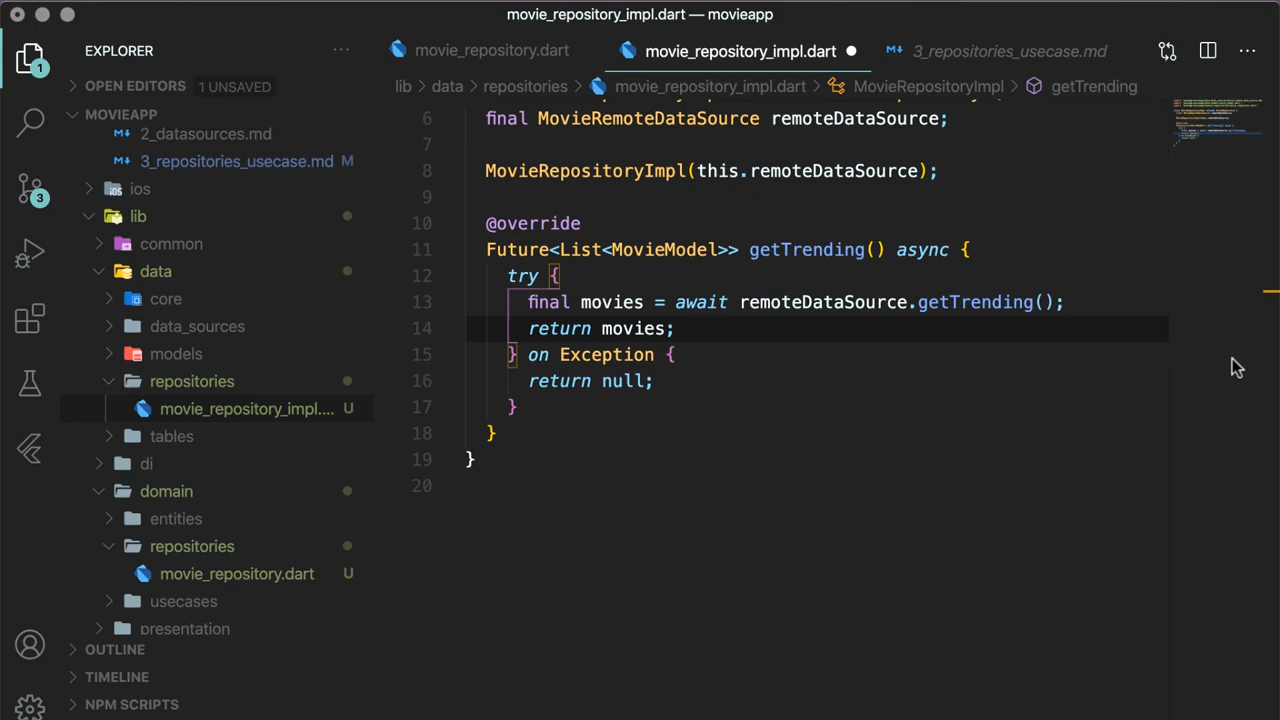 movie_repository_impl.dart — movieapp
EXPLORER
movie_repository.dart
movie_repository_impl.dart
3_repositories_usecase.md
OPEN EDITORS 1 UNSAVED
lib > data > repositories > movie_repository_impl.dart > MovieRepositoryImpl > getTrending
MOVIEAPP
2_datasources.md
3_repositories_usecase.md M
ios
lib
common
data
core
data_sources
models
repositories
movie_repository_impl.... U
tables
di
domain
entities
repositories
movie_repository.dart U
usecases
presentation
OUTLINE
TIMELINE
NPM SCRIPTS
1
3
6 final MovieRemoteDataSource remoteDataSource;
7
8 MovieRepositoryImpl(this.remoteDataSource);
9
10 @override
11 Future<List<MovieModel>> getTrending() async {
12 try {
13 final movies = await remoteDataSource.getTrending();
14 return movies;
15 } on Exception {
16 return null;
17 }
18 }
19 }
20